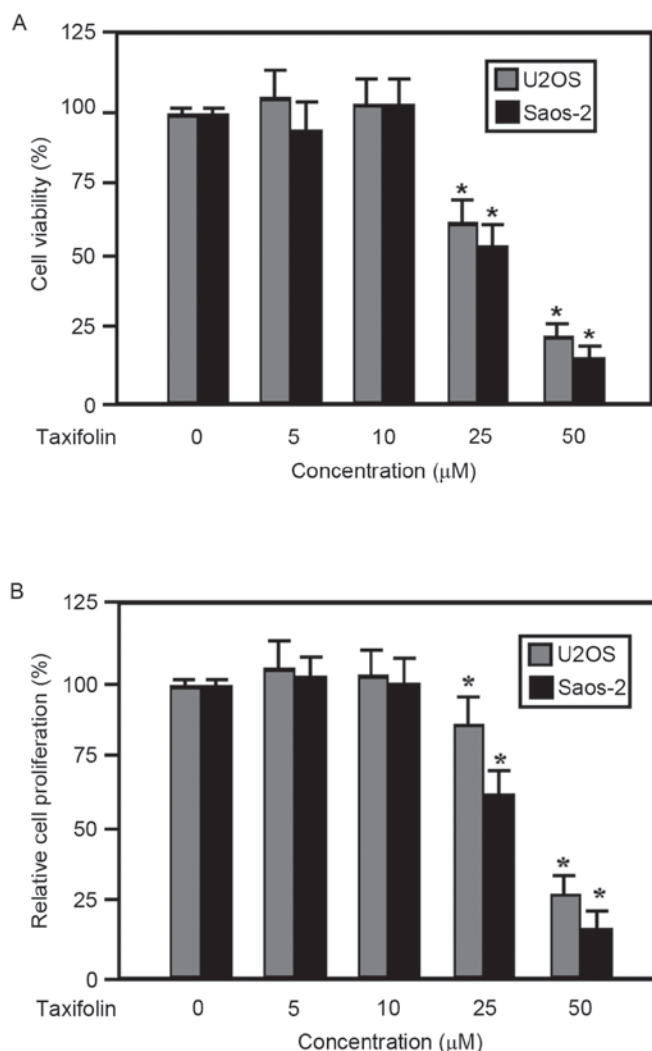 A
125
100
75
50
25
0
Cell viability (%)
U2OS
Saos-2
* * * *
Taxifolin 0 5 10 25 50
Concentration (μM)
B
125
100
75
50
25
0
Relative cell proliferation (%)
U2OS
Saos-2
* * * *
Taxifolin 0 5 10 25 50
Concentration (μM)